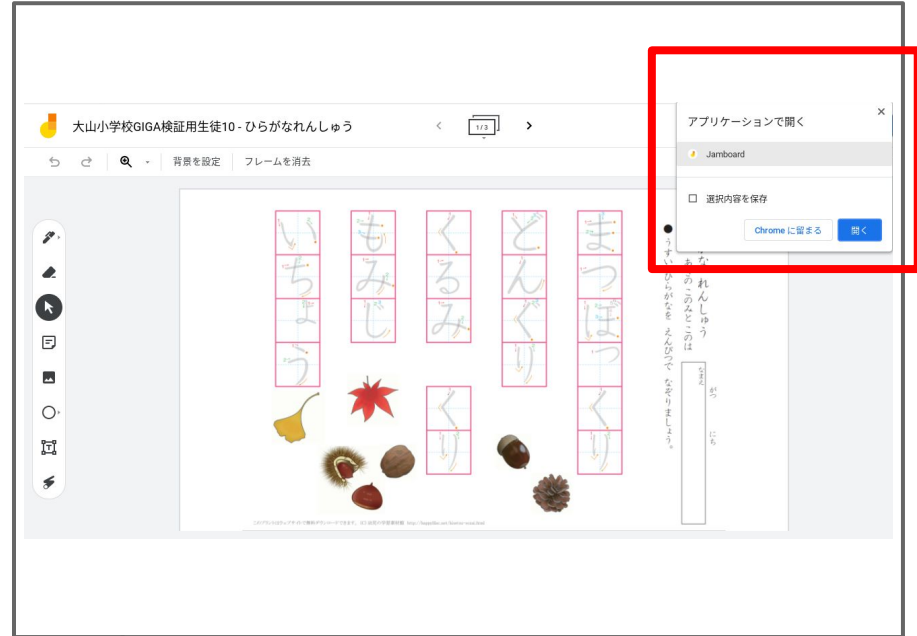 大山小学校GIGA検証用生徒10 - ひらがなれんしゅう
1/3
アプリケーションで開く
Jamboard
選択内容を保存
Chrome に留まる
開く
背景を設定
フレームを消去
なれんしゅう
あきのこのみとこのは
●うすいひらがなを えんぴつで なぞりましょう。
なまえ
がつ にち
まつぼっくり
どんぐり
くるみ
くり
もみじ
いちょう